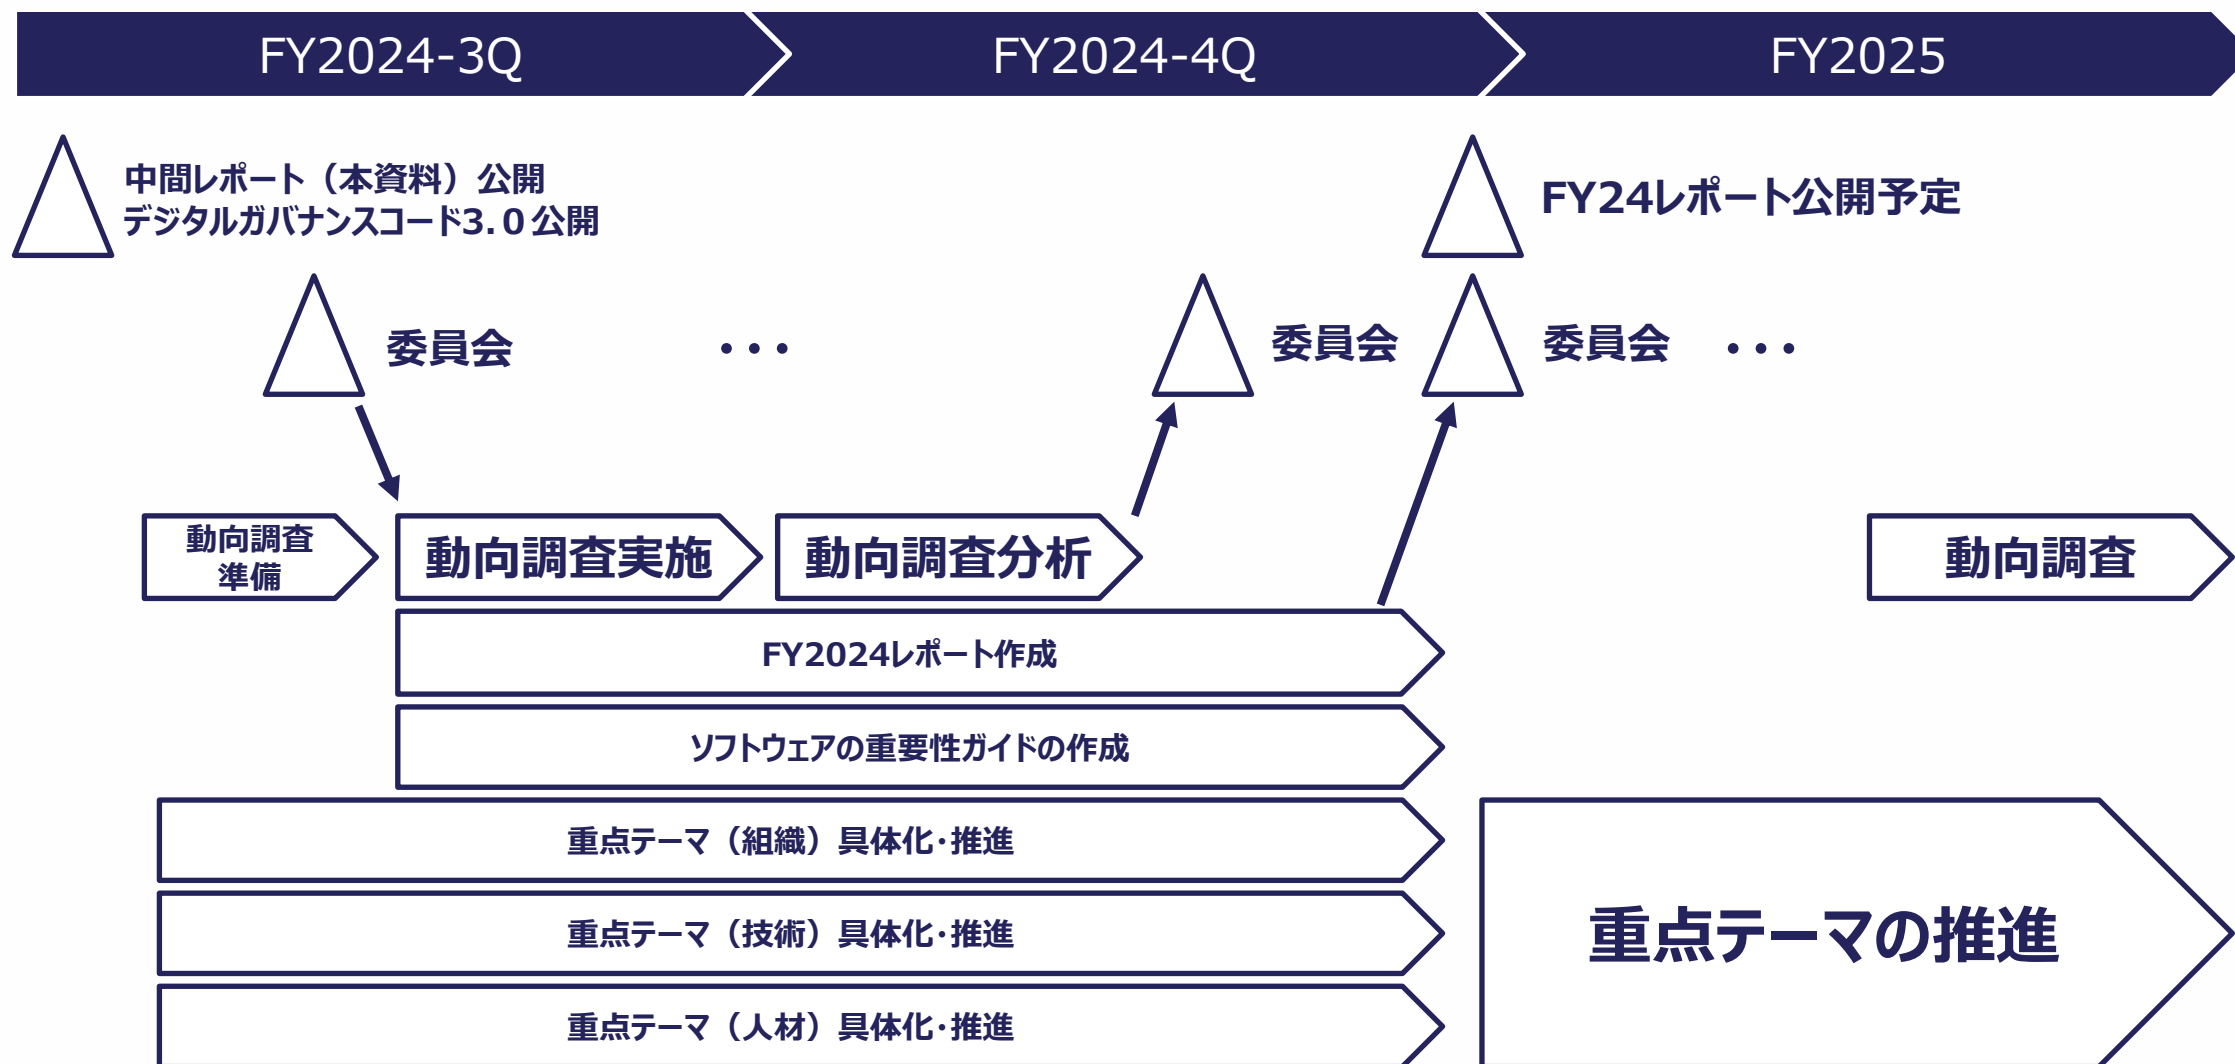 FY2024-3Q
FY2024-4Q
FY2025
中間レポート（本資料）公開
デジタルガバナンスコード3.０公開
FY24レポート公開予定
委員会
・・・
委員会
委員会
・・・
動向調査
準備
動向調査実施
動向調査分析
動向調査
FY2024レポート作成
ソフトウェアの重要性ガイドの作成
重点テーマ（組織）具体化･推進
重点テーマ（技術）具体化･推進
重点テーマ（人材）具体化･推進
重点テーマの推進